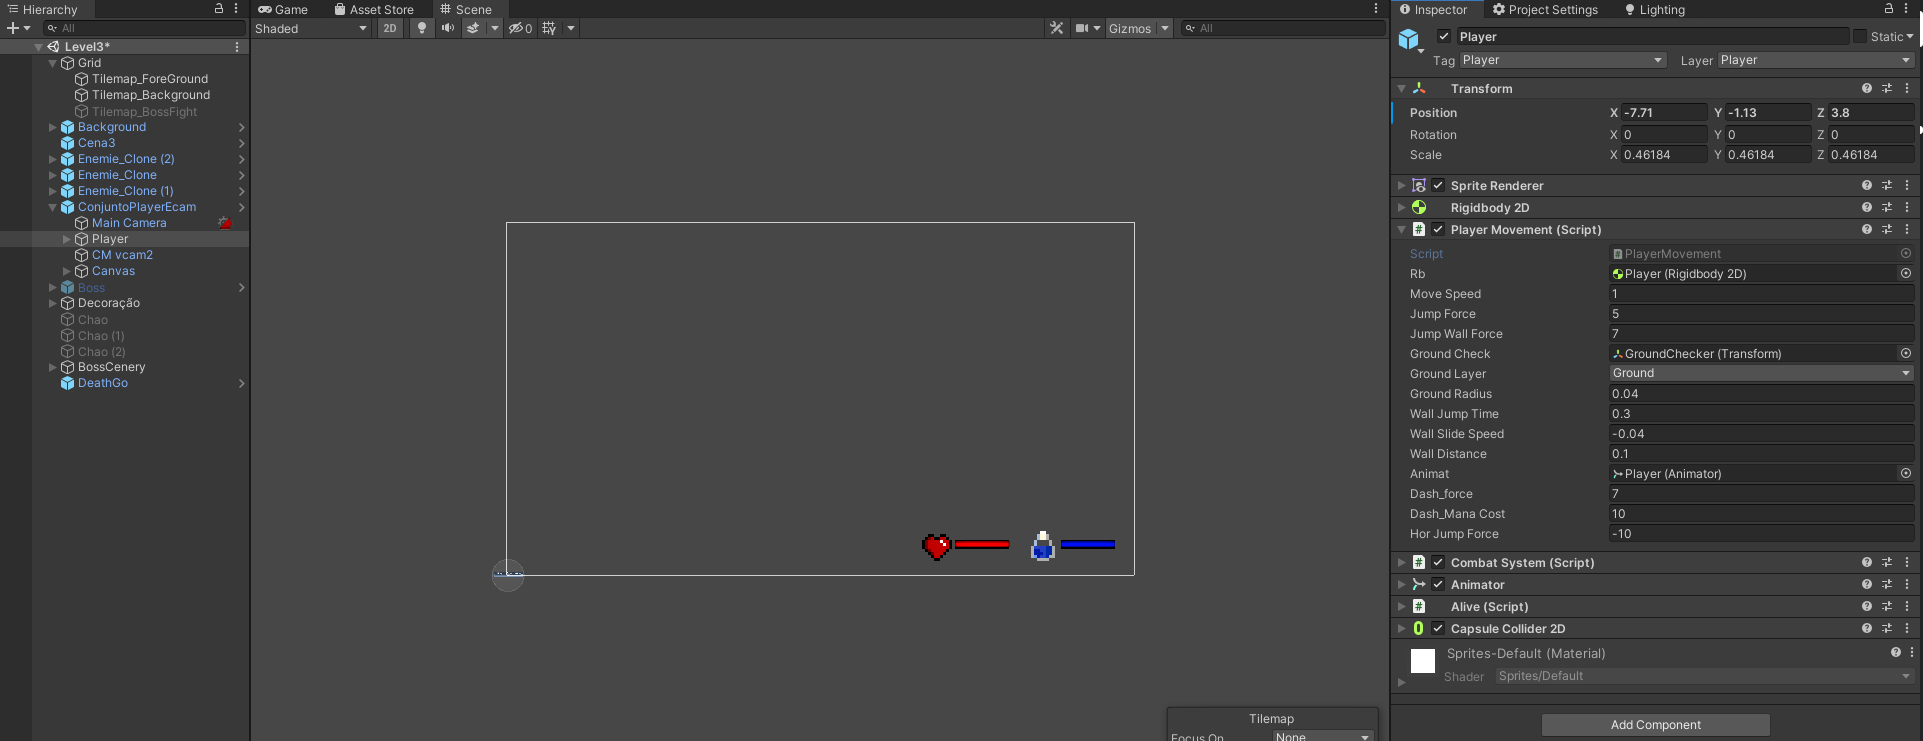 Hierarchy
All
Level3*
Grid
Tilemap_ForeGround
Tilemap_Background
Tilemap_BossFight
Background
Cena3
Enemie_Clone (2)
Enemie_Clone
Enemie_Clone (1)
ConjuntoPlayerEcam
Main Camera
Player
CM vcam2
Canvas
Boss
Decoração
Chao
Chao (1)
Chao (2)
BossCenery
DeathGo
Game Asset Store Scene
Shaded 2D 0 Gizmos All
Tilemap
Focus On None
Inspector Project Settings Lighting
Player Static
Tag Player Layer Player
Transform
Position X -7.71 Y -1.13 Z 3.8
Rotation X 0 Y 0 Z 0
Scale X 0.46184 Y 0.46184 Z 0.46184
Sprite Renderer
Rigidbody 2D
Player Movement (Script)
Script PlayerMovement
Rb Player (Rigidbody 2D)
Move Speed 1
Jump Force 5
Jump Wall Force 7
Ground Check GroundChecker (Transform)
Ground Layer Ground
Ground Radius 0.04
Wall Jump Time 0.3
Wall Slide Speed -0.04
Wall Distance 0.1
Animat Player (Animator)
Dash_force 7
Dash_Mana Cost 10
Hor Jump Force -10
Combat System (Script)
Animator
Alive (Script)
Capsule Collider 2D
Sprites-Default (Material)
Shader Sprites/Default
Add Component